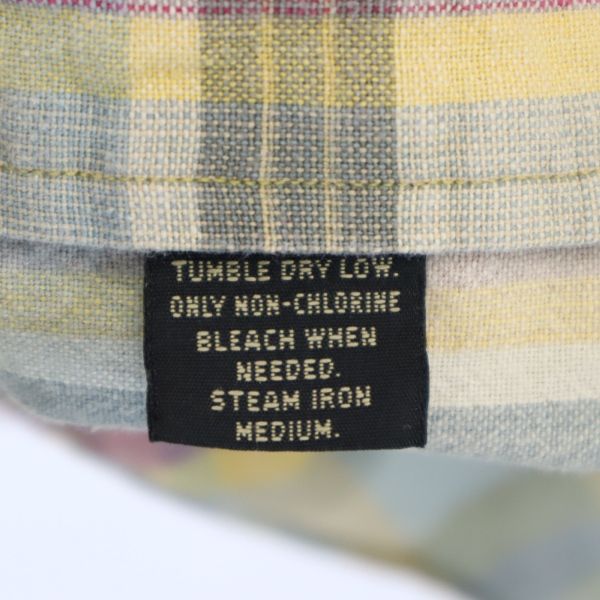 TUMBLE DRY LOW.
ONLY NON-CHLORINE
BLEACH WHEN
NEEDED.
STEAM IRON
MEDIUM.